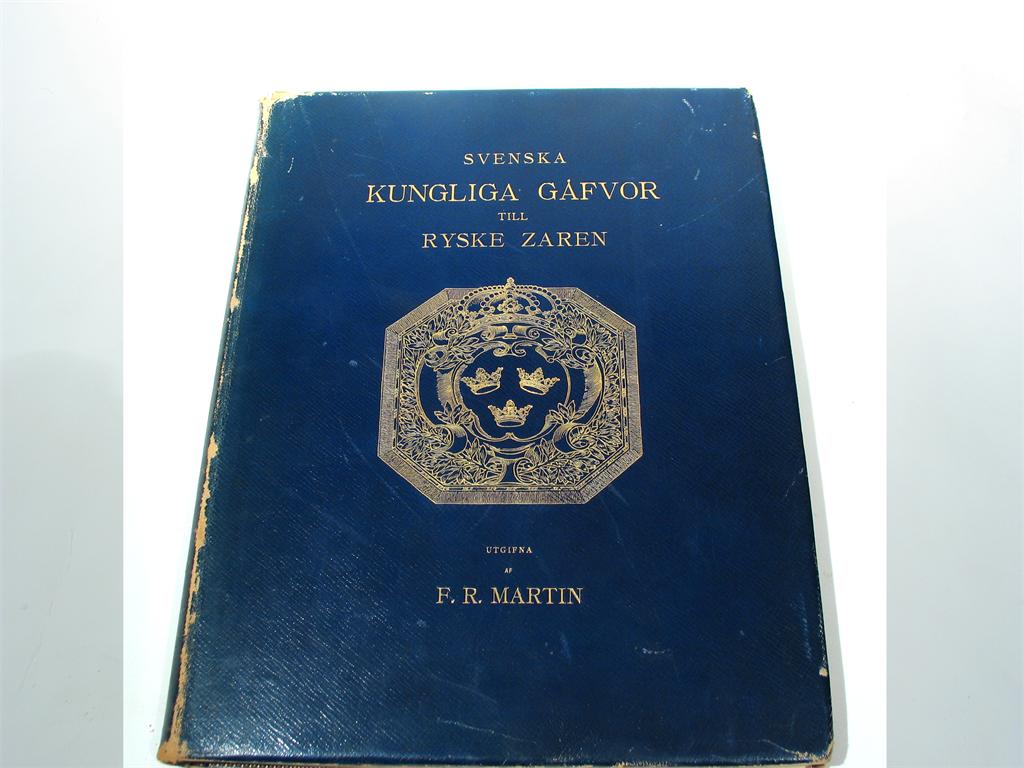 SVENSKA
KUNGLIGA GÅFVOR
TILL
RYSKE ZAREN
UTGIFNA
AF
F. R. MARTIN